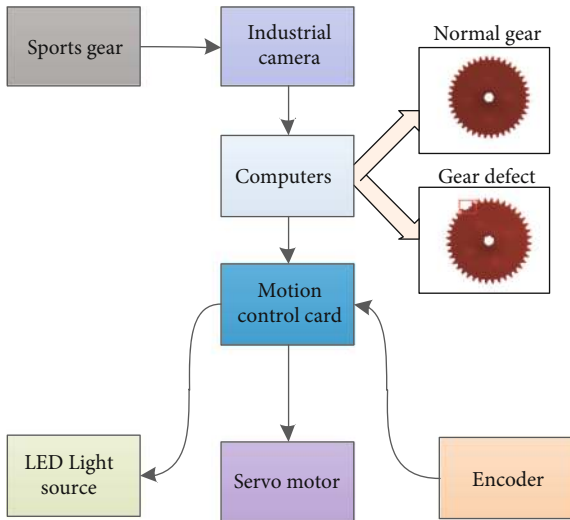 Sports gear
Industrial
camera
Normal gear
Computers
Gear defect
Motion
control card
LED Light
source
Servo motor
Encoder